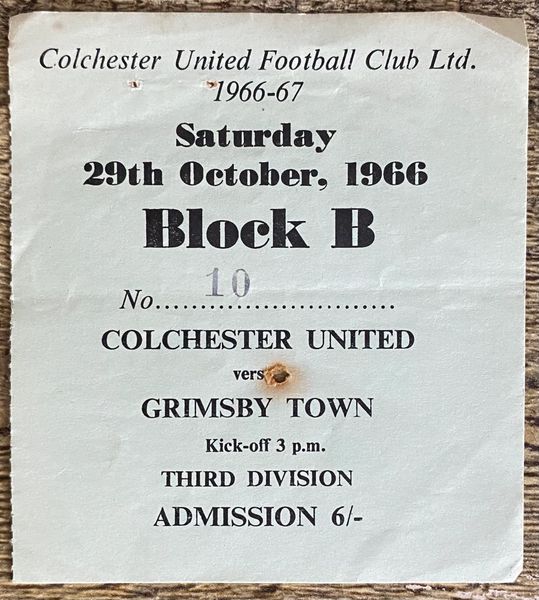 Colchester United Football Club Ltd.
1966-67
Saturday
29th October, 1966
Block B
No. 10
COLCHESTER UNITED
vers
GRIMSBY TOWN
Kick-off 3 p.m.
THIRD DIVISION
ADMISSION 6/-